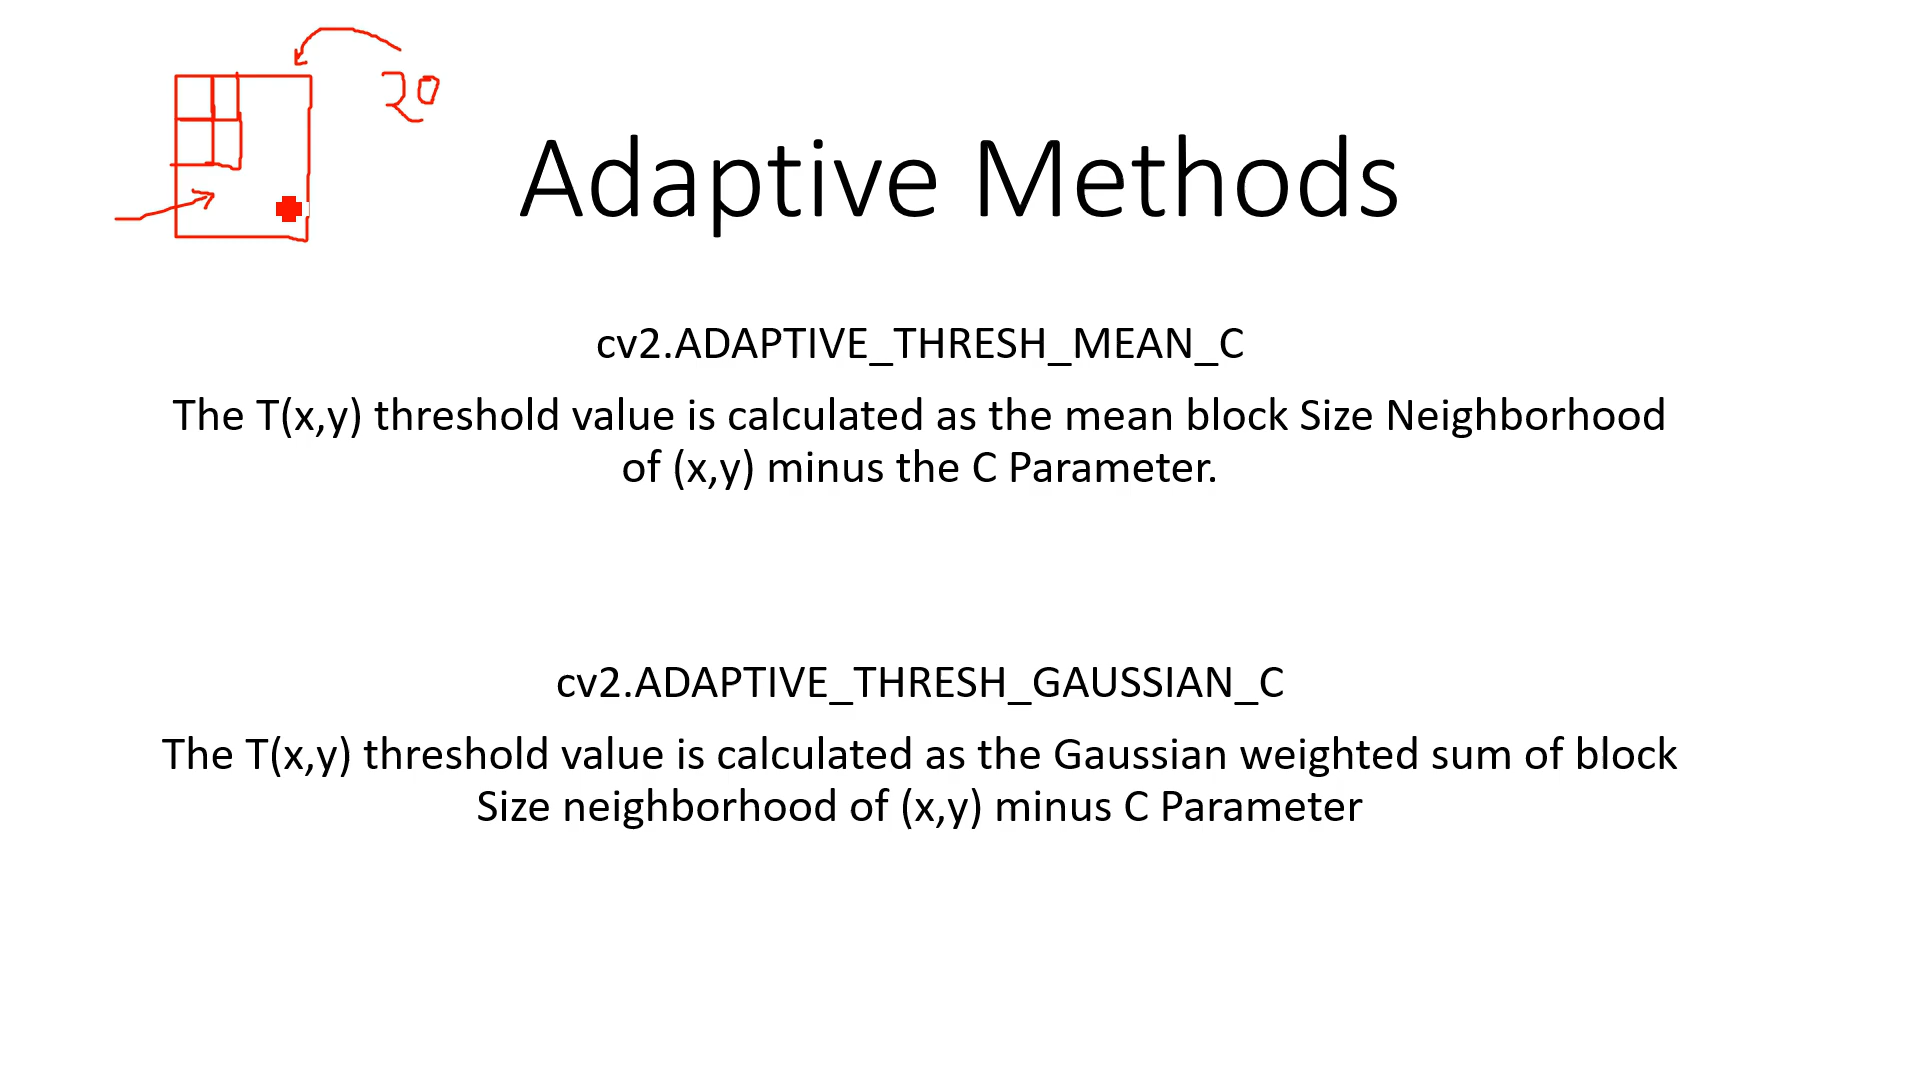 20
Adaptive Methods
cv2.ADAPTIVE_THRESH_MEAN_C
The T(x,y) threshold value is calculated as the mean block Size Neighborhood
of (x,y) minus the C Parameter.
cv2.ADAPTIVE_THRESH_GAUSSIAN_C
The T(x,y) threshold value is calculated as the Gaussian weighted sum of block
Size neighborhood of (x,y) minus C Parameter